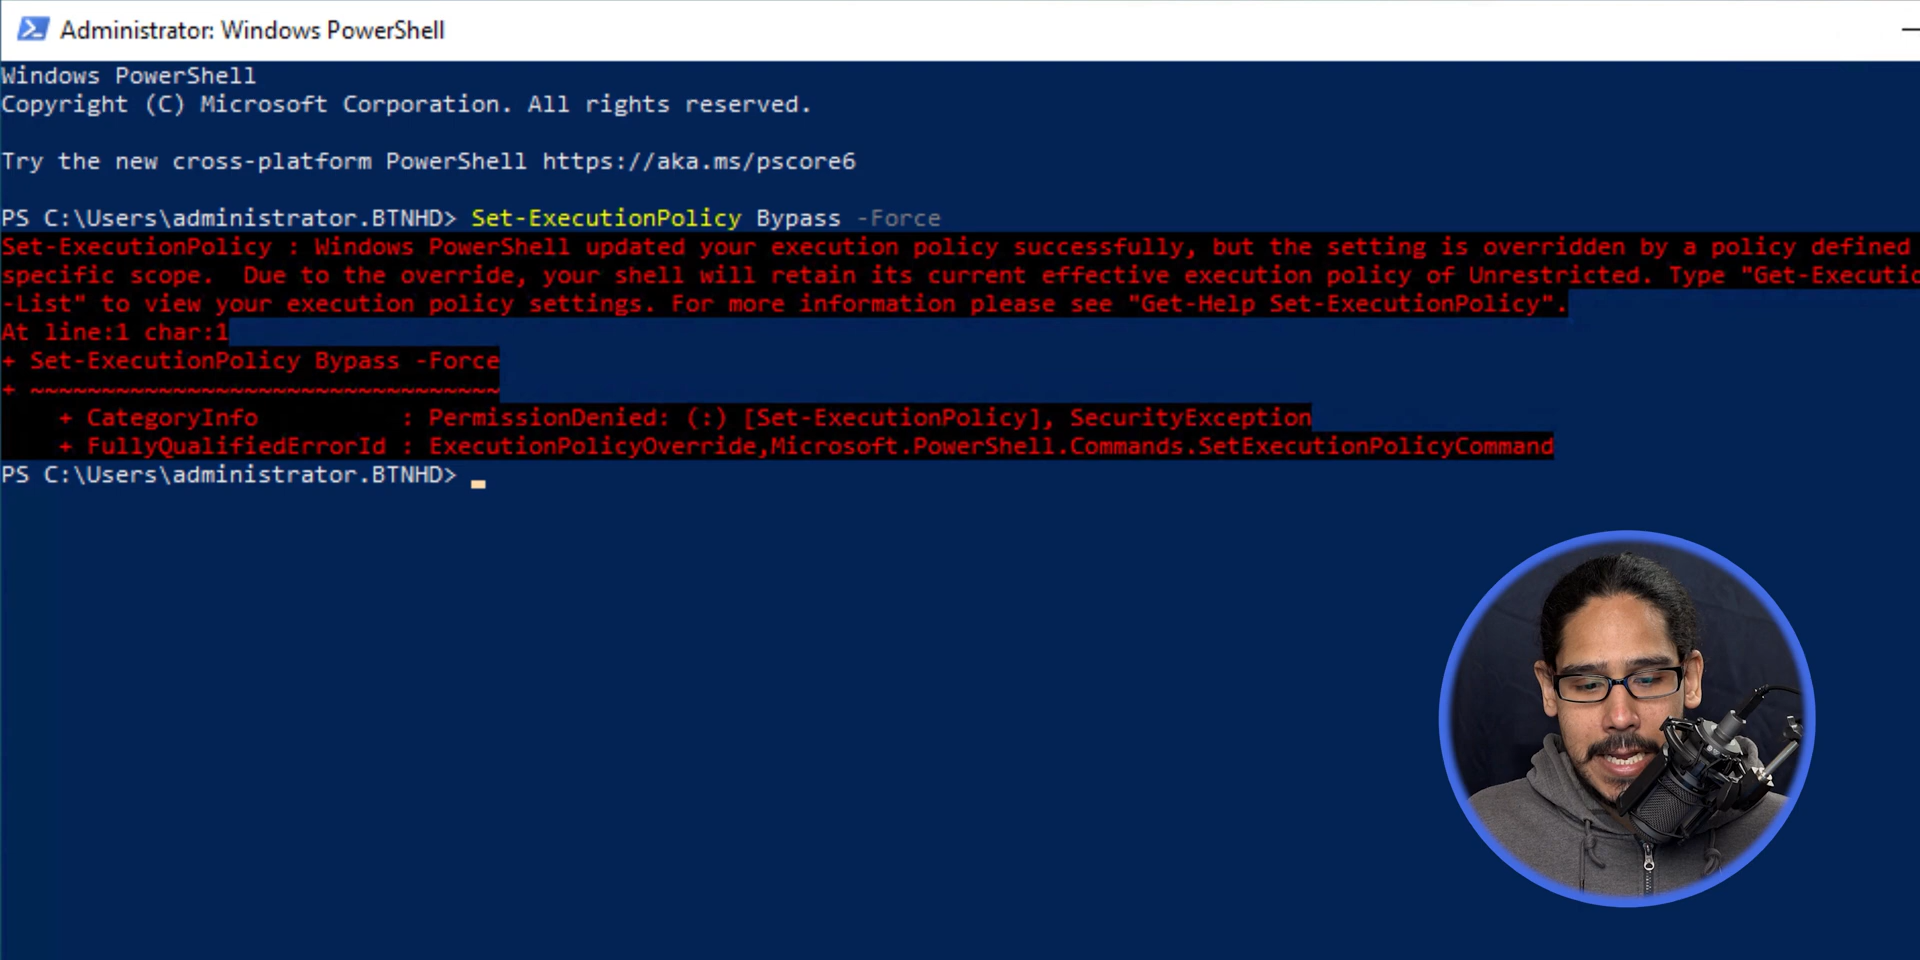 Administrator: Windows PowerShell
Windows PowerShell
Copyright (C) Microsoft Corporation. All rights reserved.
Try the new cross-platform PowerShell https://aka.ms/pscore6
PS C:\Users\administrator.BTNHD> Set-ExecutionPolicy Bypass -Force
Set-ExecutionPolicy : Windows PowerShell updated your execution policy successfully, but the setting is overridden by a policy defined
specific scope.  Due to the override, your shell will retain its current effective execution policy of Unrestricted. Type "Get-Executio
-List" to view your execution policy settings. For more information please see "Get-Help Set-ExecutionPolicy".
At line:1 char:1
+ Set-ExecutionPolicy Bypass -Force
+ ~~~~~~~~~~~~~~~~~~~~~~~~~~~~~~~~~
    + CategoryInfo          : PermissionDenied: (:) [Set-ExecutionPolicy], SecurityException
    + FullyQualifiedErrorId : ExecutionPolicyOverride,Microsoft.PowerShell.Commands.SetExecutionPolicyCommand
PS C:\Users\administrator.BTNHD>